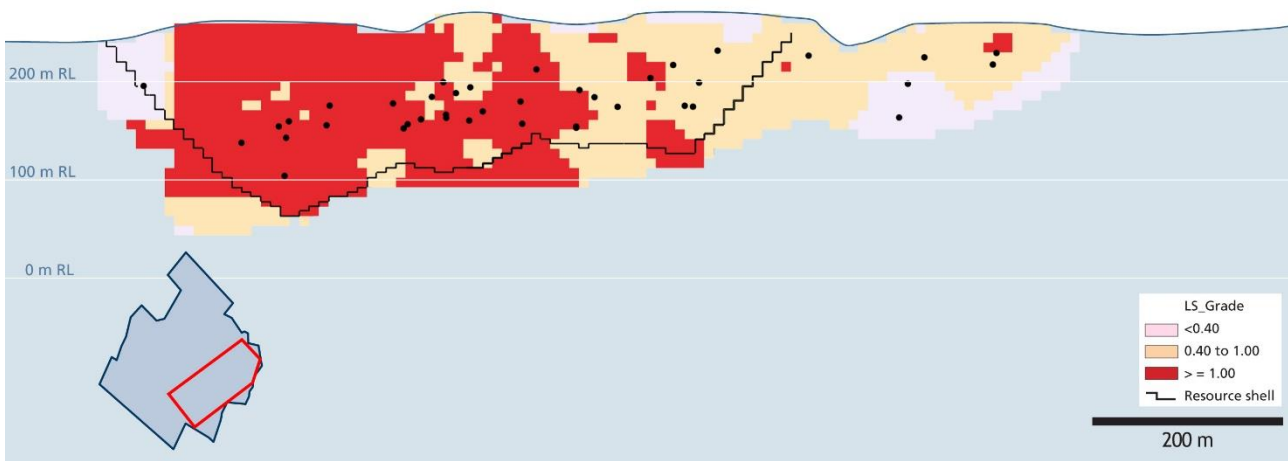 200 m RL
100 m RL
0 m RL
LS_Grade
<0.40
0.40 to 1.00
> = 1.00
Resource shell
200 m